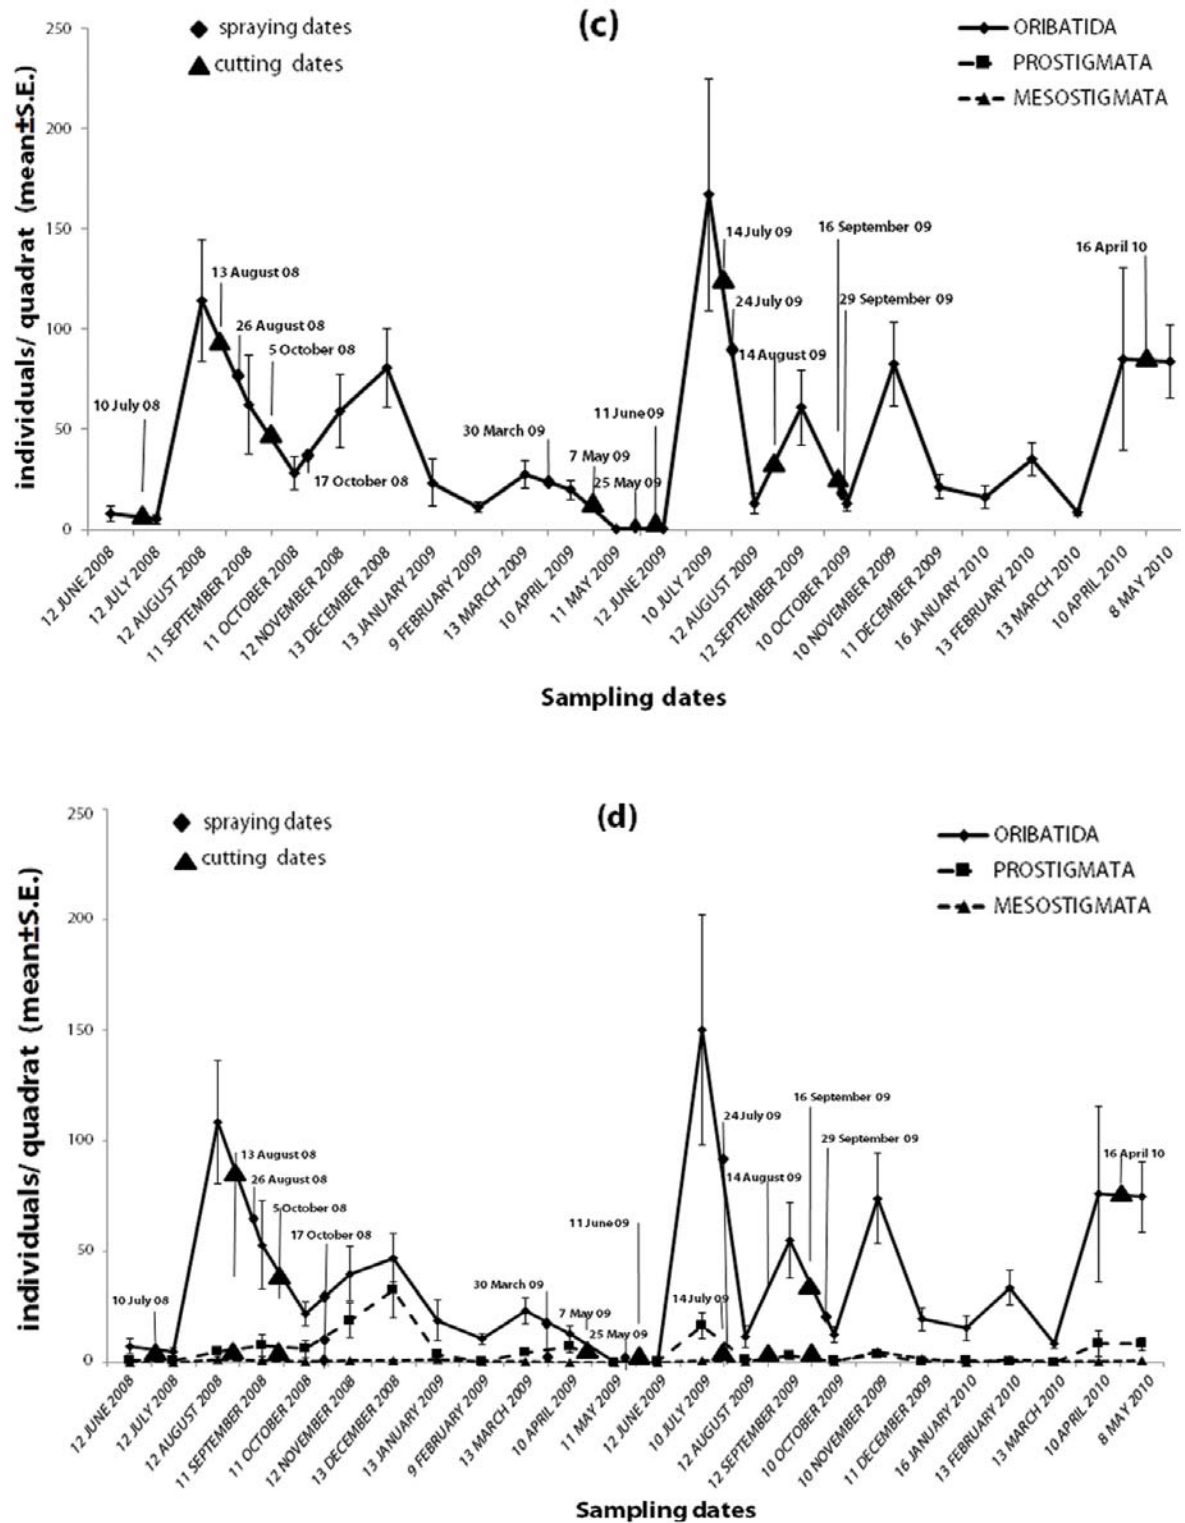 (c)
spraying dates
cutting dates
ORIBATIDA
PROSTIGMATA
MESOSTIGMATA
individuals/ quadrat (mean±S.E.)
250
200
150
100
50
0
10 July 08
13 August 08
26 August 08
5 October 08
17 October 08
30 March 09
7 May 09
25 May 09
11 June 09
14 July 09
24 July 09
14 August 09
16 September 09
29 September 09
16 April 10
12 JUNE 2008
12 JULY 2008
12 AUGUST 2008
11 SEPTEMBER 2008
11 OCTOBER 2008
12 NOVEMBER 2008
13 DECEMBER 2008
13 JANUARY 2009
9 FEBRUARY 2009
13 MARCH 2009
10 APRIL 2009
11 MAY 2009
12 JUNE 2009
10 JULY 2009
12 AUGUST 2009
12 SEPTEMBER 2009
10 OCTOBER 2009
10 NOVEMBER 2009
11 DECEMBER 2009
16 JANUARY 2010
13 FEBRUARY 2010
13 MARCH 2010
10 APRIL 2010
8 MAY 2010
Sampling dates
(d)
spraying dates
cutting dates
ORIBATIDA
PROSTIGMATA
MESOSTIGMATA
individuals/ quadrat (mean±S.E.)
250
200
150
100
50
0
10 July 08
13 August 08
26 August 08
5 October 08
17 October 08
30 March 09
7 May 09
25 May 09
11 June 09
14 July 09
24 July 09
14 August 09
16 September 09
29 September 09
16 April 10
12 JUNE 2008
12 JULY 2008
12 AUGUST 2008
11 SEPTEMBER 2008
11 OCTOBER 2008
12 NOVEMBER 2008
13 DECEMBER 2008
13 JANUARY 2009
9 FEBRUARY 2009
13 MARCH 2009
10 APRIL 2009
11 MAY 2009
12 JUNE 2009
10 JULY 2009
12 AUGUST 2009
12 SEPTEMBER 2009
10 OCTOBER 2009
10 NOVEMBER 2009
11 DECEMBER 2009
16 JANUARY 2010
13 FEBRUARY 2010
13 MARCH 2010
10 APRIL 2010
8 MAY 2010
Sampling dates